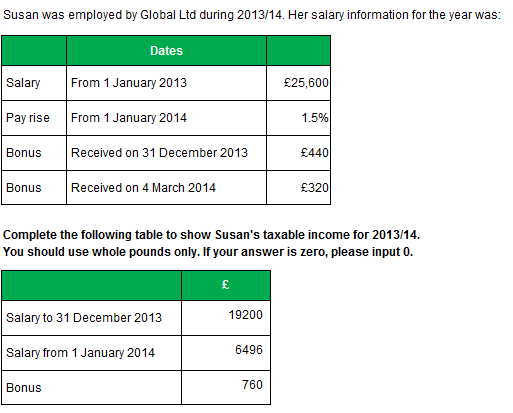 Susan was employed by Global Ltd during 2013/14. Her salary information for the year was:
Dates
Salary From 1 January 2013 £25,600
Pay rise From 1 January 2014 1.5%
Bonus Received on 31 December 2013 £440
Bonus Received on 4 March 2014 £320
Complete the following table to show Susan's taxable income for 2013/14.
You should use whole pounds only. If your answer is zero, please input 0.
£
Salary to 31 December 2013 19200
Salary from 1 January 2014 6496
Bonus 760